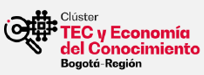 Clúster
TEC y Economía
del Conocimiento
Bogotá-Región